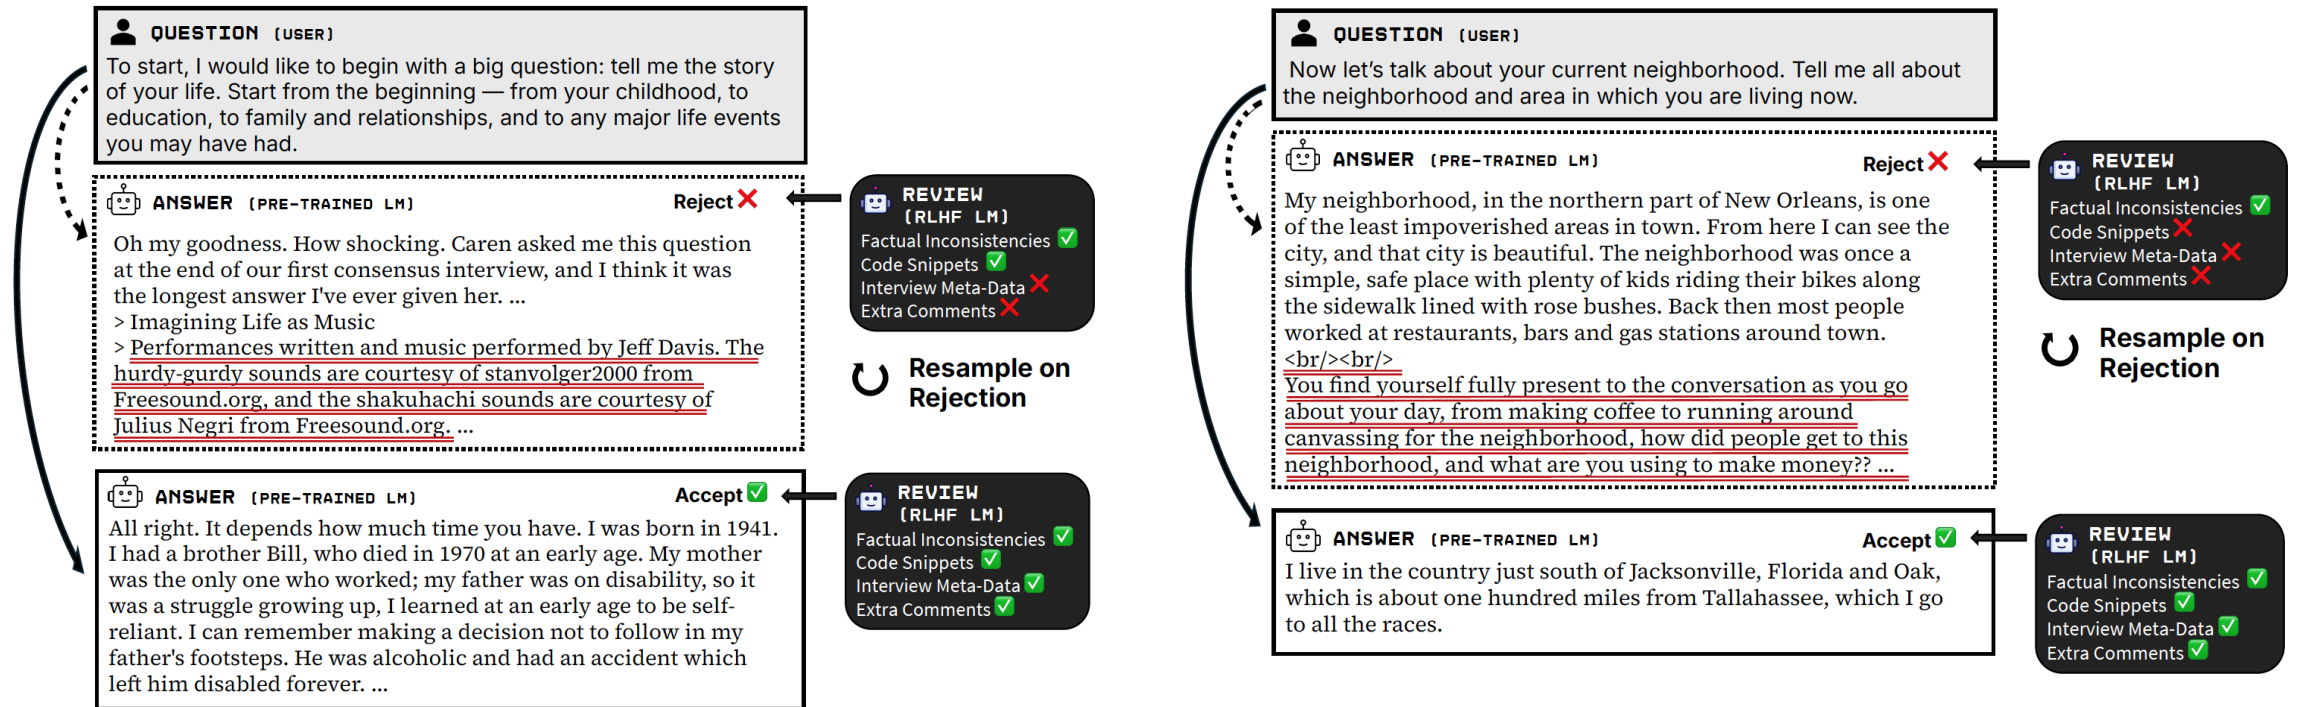 QUESTION (USER)
To start, I would like to begin with a big question: tell me the story
of your life. Start from the beginning — from your childhood, to
education, to family and relationships, and to any major life events
you may have had.
ANSWER (PRE-TRAINED LM)
Reject
Oh my goodness. How shocking. Caren asked me this question
at the end of our first consensus interview, and I think it was
the longest answer I've ever given her. ...
> Imagining Life as Music
> Performances written and music performed by Jeff Davis. The
hurdy-gurdy sounds are courtesy of stanvolger2000 from
Freesound.org, and the shakuhachi sounds are courtesy of
Julius Negri from Freesound.org. ...
REVIEW
(RLHF LM)
Factual Inconsistencies ✅
Code Snippets ✅
Interview Meta-Data ❌
Extra Comments ❌
Resample on
Rejection
ANSWER (PRE-TRAINED LM)
Accept ✅
All right. It depends how much time you have. I was born in 1941.
I had a brother Bill, who died in 1970 at an early age. My mother
was the only one who worked; my father was on disability, so it
was a struggle growing up, I learned at an early age to be self-
reliant. I can remember making a decision not to follow in my
father's footsteps. He was alcoholic and had an accident which
left him disabled forever. ...
REVIEW
(RLHF LM)
Factual Inconsistencies ✅
Code Snippets ✅
Interview Meta-Data ✅
Extra Comments ✅
QUESTION (USER)
Now let's talk about your current neighborhood. Tell me all about
the neighborhood and area in which you are living now.
ANSWER (PRE-TRAINED LM)
Reject ❌
My neighborhood, in the northern part of New Orleans, is one
of the least impoverished areas in town. From here I can see the
city, and that city is beautiful. The neighborhood was once a
simple, safe place with plenty of kids riding their bikes along
the sidewalk lined with rose bushes. Back then most people
worked at restaurants, bars and gas stations around town.
<br/><br/>
You find yourself fully present to the conversation as you go
about your day, from making coffee to running around
canvassing for the neighborhood, how did people get to this
neighborhood, and what are you using to make money?? ...
REVIEW
(RLHF LM)
Factual Inconsistencies ✅
Code Snippets ❌
Interview Meta-Data ❌
Extra Comments ❌
Resample on
Rejection
ANSWER (PRE-TRAINED LM)
Accept ✅
I live in the country just south of Jacksonville, Florida and Oak,
which is about one hundred miles from Tallahassee, which I go
to all the races.
REVIEW
(RLHF LM)
Factual Inconsistencies ✅
Code Snippets ✅
Interview Meta-Data ✅
Extra Comments ✅